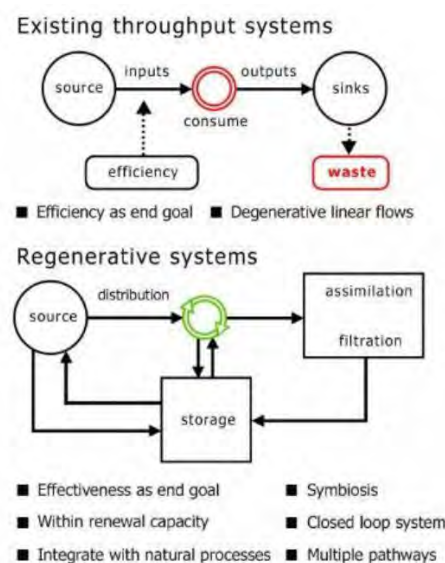 Existing throughput systems
source
inputs
outputs
sinks
consume
efficiency
waste
■ Efficiency as end goal ■ Degenerative linear flows
Regenerative systems
source
distribution
assimilation
filtration
storage
■ Effectiveness as end goal ■ Symbiosis
■ Within renewal capacity ■ Closed loop system
■ Integrate with natural processes ■ Multiple pathways